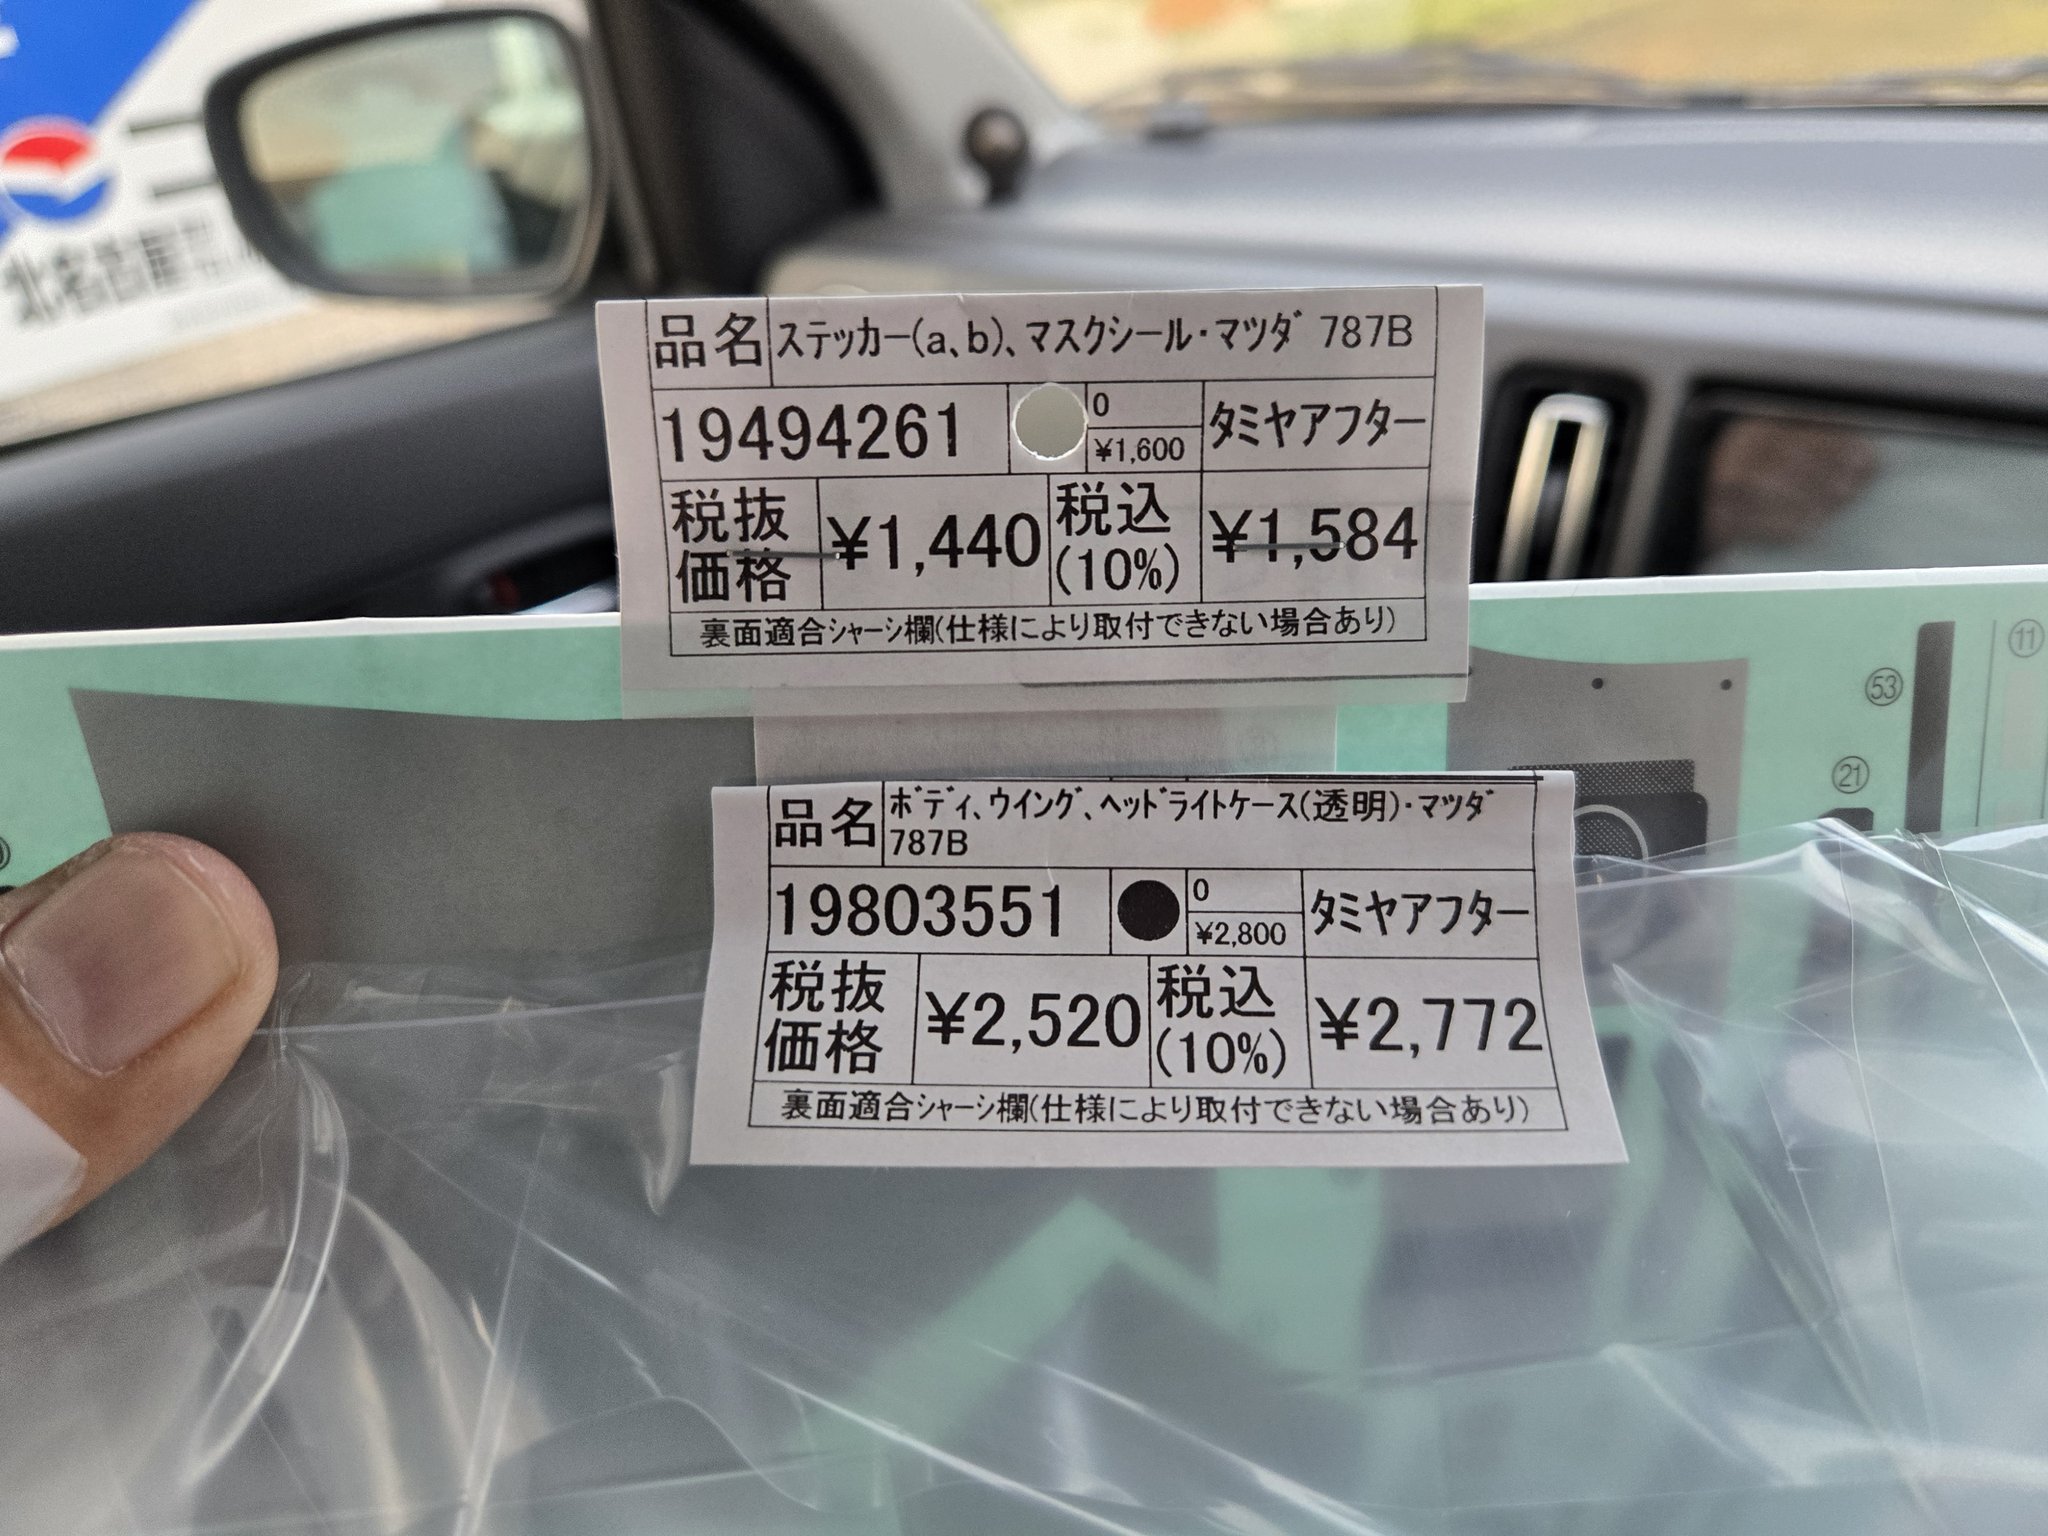 北名古屋
品名 ステッカー(a、b)、マスクシール・マツダ 787B
19494261 0 ¥1,600 タミヤアフター
税抜価格 ¥1,440 税込(10%) ¥1,584
裏面適合シャーシ欄(仕様により取付できない場合あり)
53
11
21
品名 ボディ、ウイング、ヘッドライトケース(透明)・マツダ
787B
19803551 0 ¥2,800 タミヤアフター
税抜価格 ¥2,520 税込(10%) ¥2,772
裏面適合シャーシ欄(仕様により取付できない場合あり)